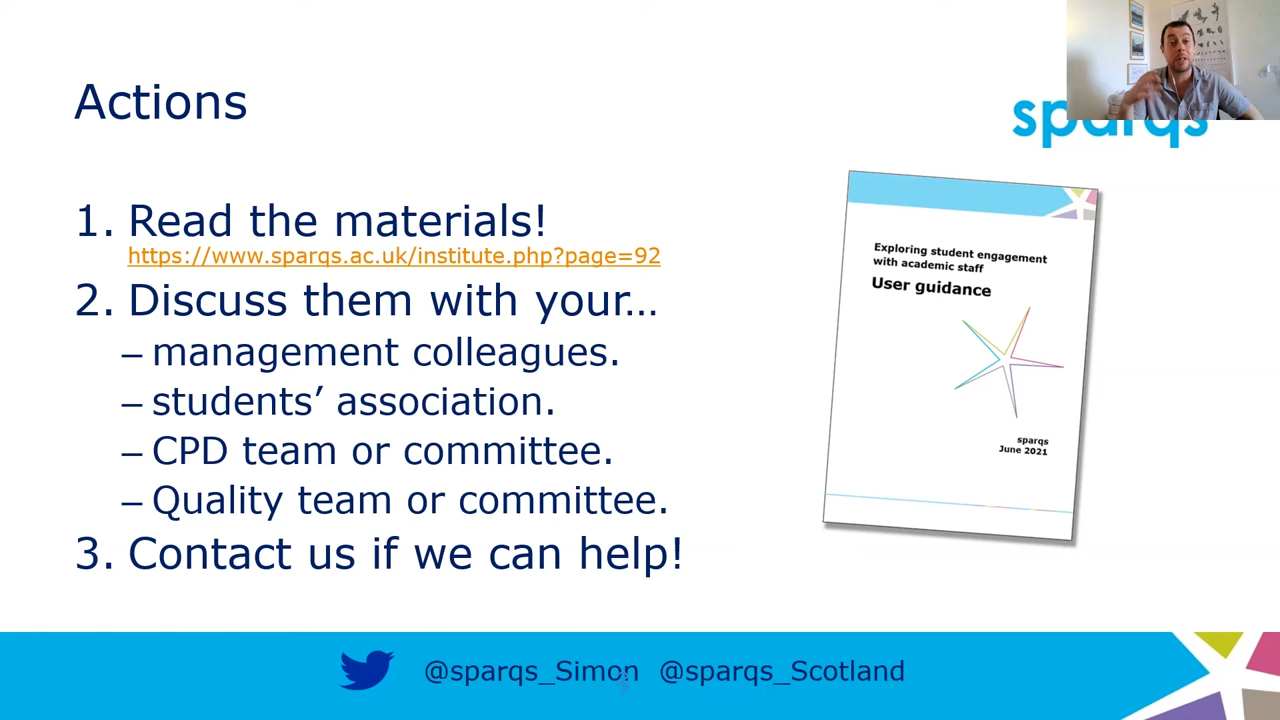 Actions
sparqs
1. Read the materials!
https://www.sparqs.ac.uk/institute.php?page=92
2. Discuss them with your…
– management colleagues.
– students’ association.
– CPD team or committee.
– Quality team or committee.
3. Contact us if we can help!
Exploring student engagement
with academic staff
User guidance
sparqs
June 2021
@sparqs_Simon @sparqs_Scotland